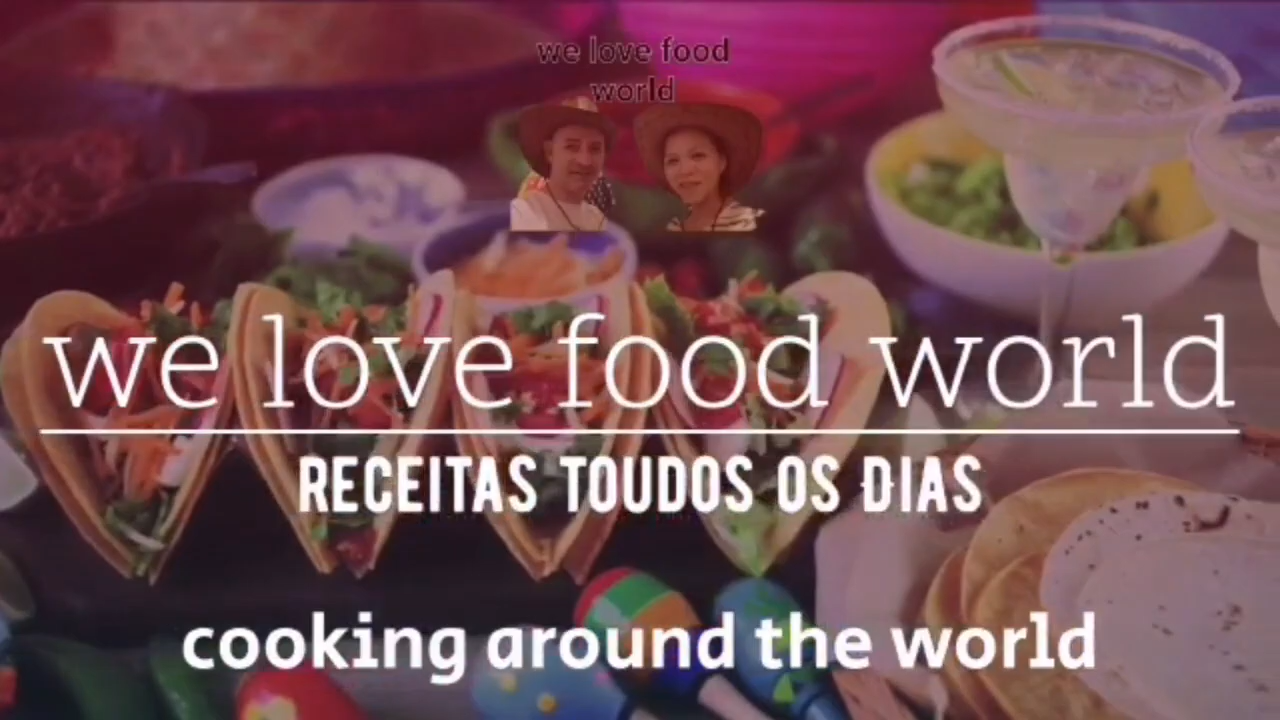 we love food
world
we love food world
RECEITAS TOUDOS OS DIAS
cooking around the world